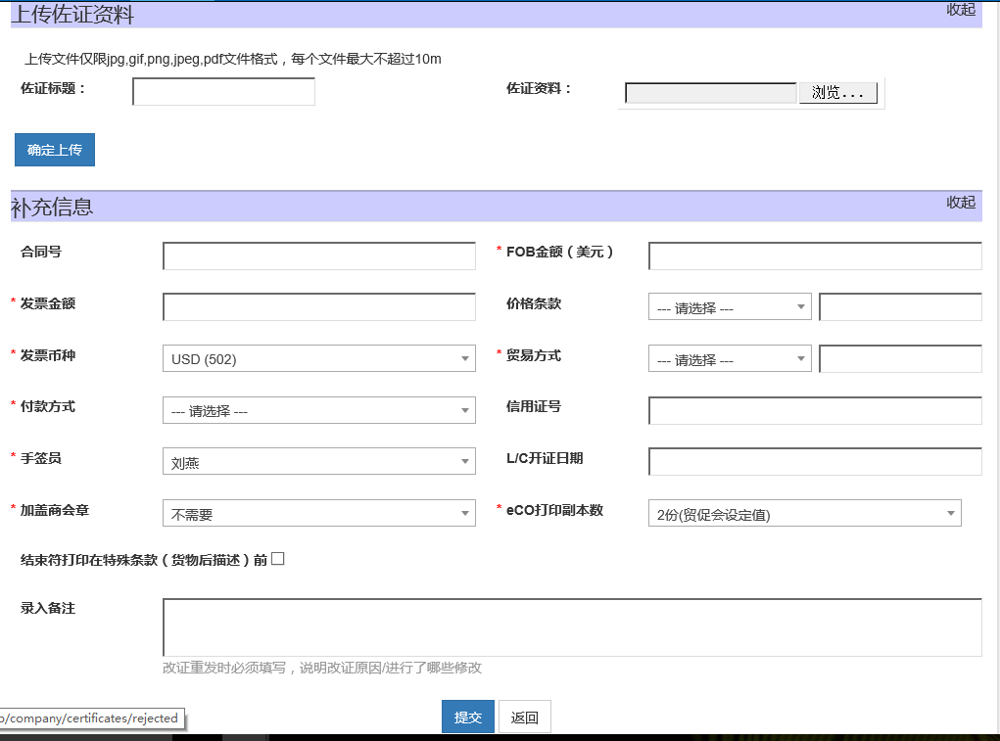 上传佐证资料 收起
上传文件仅限jpg,gif,png,jpeg,pdf文件格式，每个文件最大不超过10m
佐证标题： 佐证资料： 浏览...
确定上传
补充信息 收起
合同号 * FOB金额（美元）
* 发票金额 价格条款 --- 请选择 ---
* 发票币种 USD (502) * 贸易方式 --- 请选择 ---
* 付款方式 --- 请选择 --- 信用证号
* 手签员 刘燕 L/C开证日期
* 加盖商会章 不需要 * eCO打印副本数 2份(贸促会设定值)
结束符打印在特殊条款（货物后描述）前
录入备注
改证重发时必须填写，说明改证原因/进行了哪些修改
提交 返回
/company/certificates/rejected